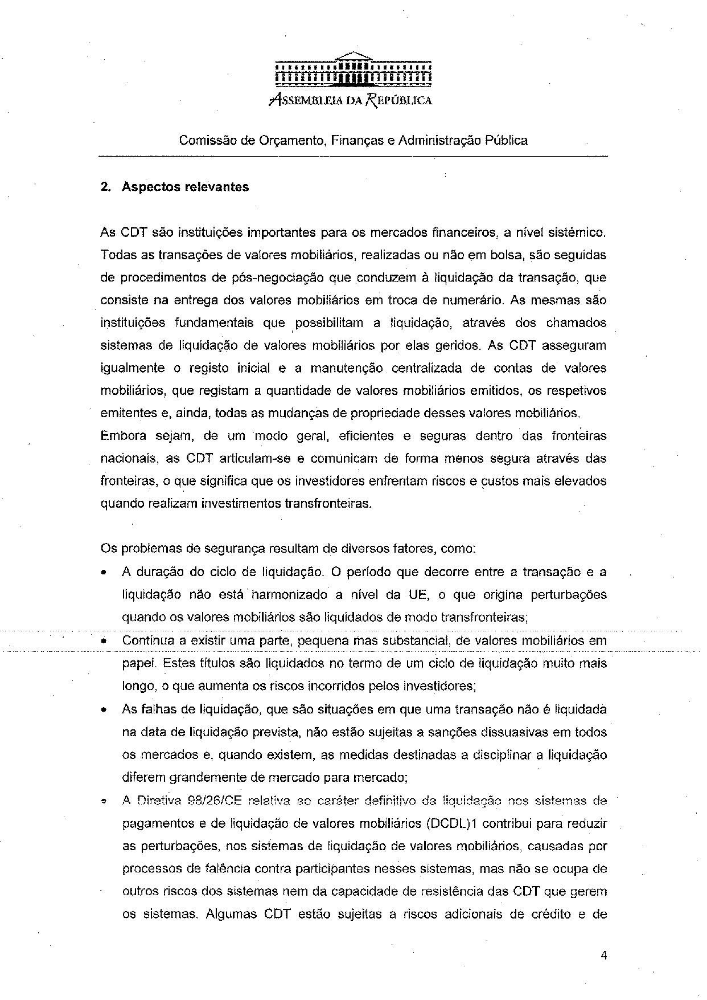 ASSEMBLEIA DA REPÚBLICA
Comissão de Orçamento, Finanças e Administração Pública
2. Aspectos relevantes
As CDT são instituições importantes para os mercados financeiros, a nível sistémico.
Todas as transações de valores mobiliários, realizadas ou não em bolsa, são seguidas
de procedimentos de pós-negociação que conduzem à liquidação da transação, que
consiste na entrega dos valores mobiliários em troca de numerário. As mesmas são
instituições fundamentais que possibilitam a liquidação, através dos chamados
sistemas de liquidação de valores mobiliários por elas geridos. As CDT asseguram
igualmente o registo inicial e a manutenção centralizada de contas de valores
mobiliários, que registam a quantidade de valores mobiliários emitidos, os respetivos
emitentes e, ainda, todas as mudanças de propriedade desses valores mobiliários.
Embora sejam, de um modo geral, eficientes e seguras dentro das fronteiras
nacionais, as CDT articulam-se e comunicam de forma menos segura através das
fronteiras, o que significa que os investidores enfrentam riscos e custos mais elevados
quando realizam investimentos transfronteiras.
Os problemas de segurança resultam de diversos fatores, como:
• A duração do ciclo de liquidação. O período que decorre entre a transação e a
liquidação não está harmonizado a nível da UE, o que origina perturbações
quando os valores mobiliários são liquidados de modo transfronteiras;
• Continua a existir uma parte, pequena mas substancial, de valores mobiliários em
papel. Estes títulos são liquidados no termo de um ciclo de liquidação muito mais
longo, o que aumenta os riscos incorridos pelos investidores;
• As falhas de liquidação, que são situações em que uma transação não é liquidada
na data de liquidação prevista, não estão sujeitas a sanções dissuasivas em todos
os mercados e, quando existem, as medidas destinadas a disciplinar a liquidação
diferem grandemente de mercado para mercado;
• A Diretiva 98/26/CE relativa ao caráter definitivo da liquidação nos sistemas de
pagamentos e de liquidação de valores mobiliários (DCDL)1 contribui para reduzir
as perturbações, nos sistemas de liquidação de valores mobiliários, causadas por
processos de falência contra participantes nesses sistemas, mas não se ocupa de
outros riscos dos sistemas nem da capacidade de resistência das CDT que gerem
os sistemas. Algumas CDT estão sujeitas a riscos adicionais de crédito e de
4